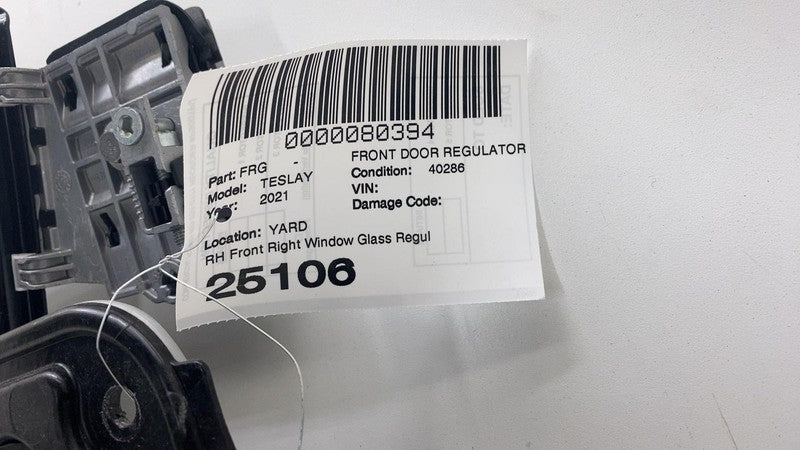 0000080394
Part: FRG - FRONT DOOR REGULATOR
Model: TESLAY Condition: 40286
Year: 2021 VIN:
Damage Code:
Location: YARD
RH Front Right Window Glass Regul
25106